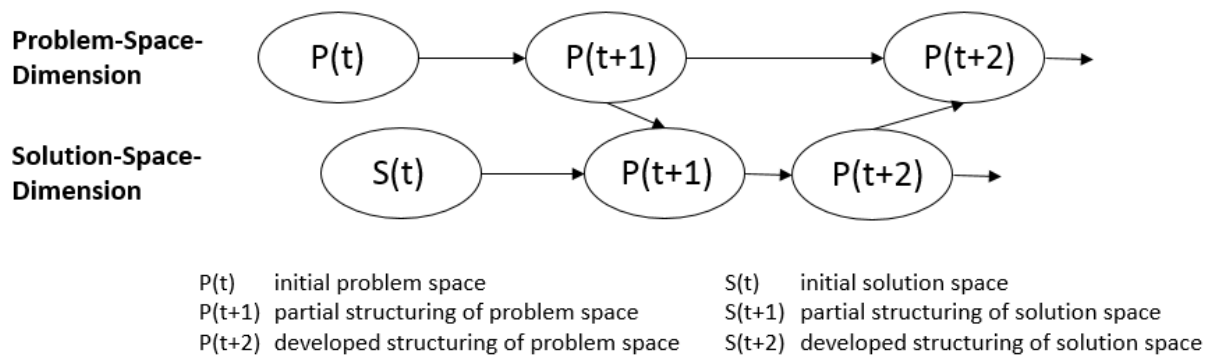 Problem-Space-
Dimension
P(t)
P(t+1)
P(t+2)
Solution-Space-
Dimension
S(t)
P(t+1)
P(t+2)
P(t) initial problem space
P(t+1) partial structuring of problem space
P(t+2) developed structuring of problem space
S(t) initial solution space
S(t+1) partial structuring of solution space
S(t+2) developed structuring of solution space